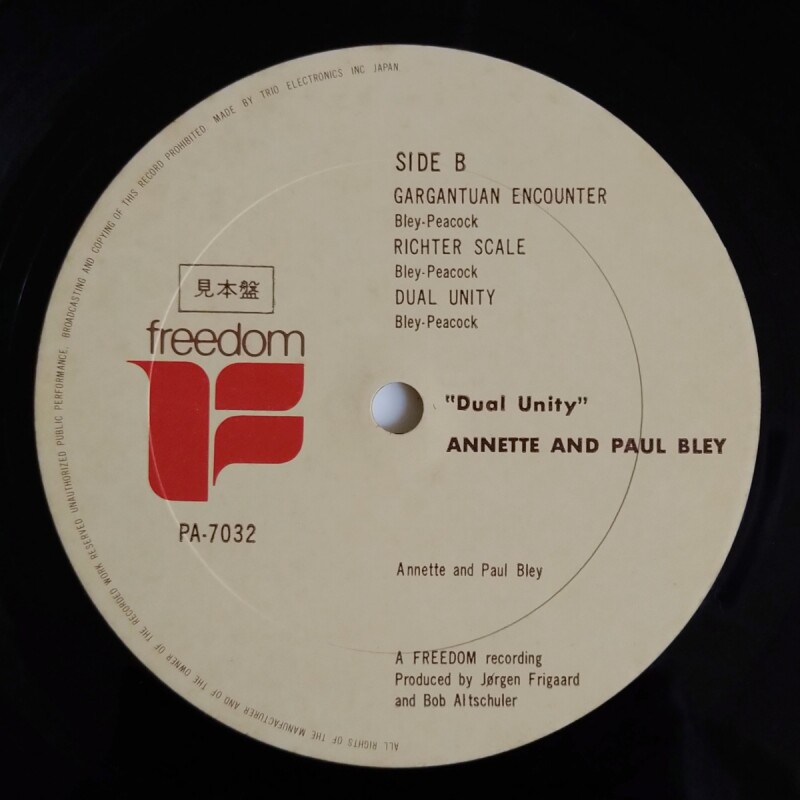 SIDE B
GARGANTUAN ENCOUNTER
Bley-Peacock
RICHTER SCALE
Bley-Peacock
DUAL UNITY
Bley-Peacock
見本盤
freedom
"Dual Unity"
ANNETTE AND PAUL BLEY
PA-7032
Annette and Paul Bley
A FREEDOM recording
Produced by Jørgen Frigaard
and Bob Altschuler
ALL RIGHTS OF THE MANUFACTURER AND OF THE OWNER OF THE RECORDED WORK RESERVED UNAUTHORIZED PUBLIC PERFORMANCE. BROADCASTING AND COPYING OF THIS RECORD PROHIBITED MADE BY TRIO ELECTRONICS INC JAPAN